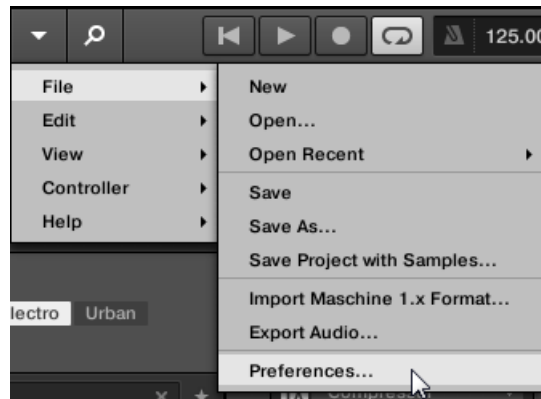 125.00
File
Edit
View
Controller
Help
New
Open...
Open Recent
Save
Save As...
Save Project with Samples...
Import Maschine 1.x Format...
Export Audio...
Preferences...
lectro Urban
Compressor